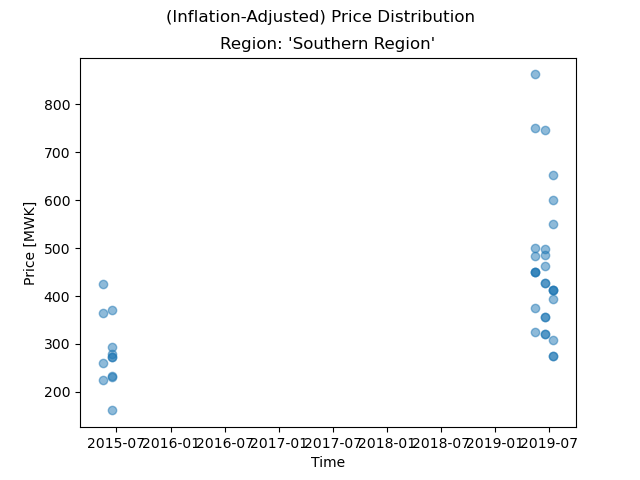 (Inflation-Adjusted) Price Distribution
Region: 'Southern Region'
800
700
600
500
400
300
200
Price [MWK]
2015-07 2016-01 2016-07 2017-01 2017-07 2018-01 2018-07 2019-01 2019-07
Time